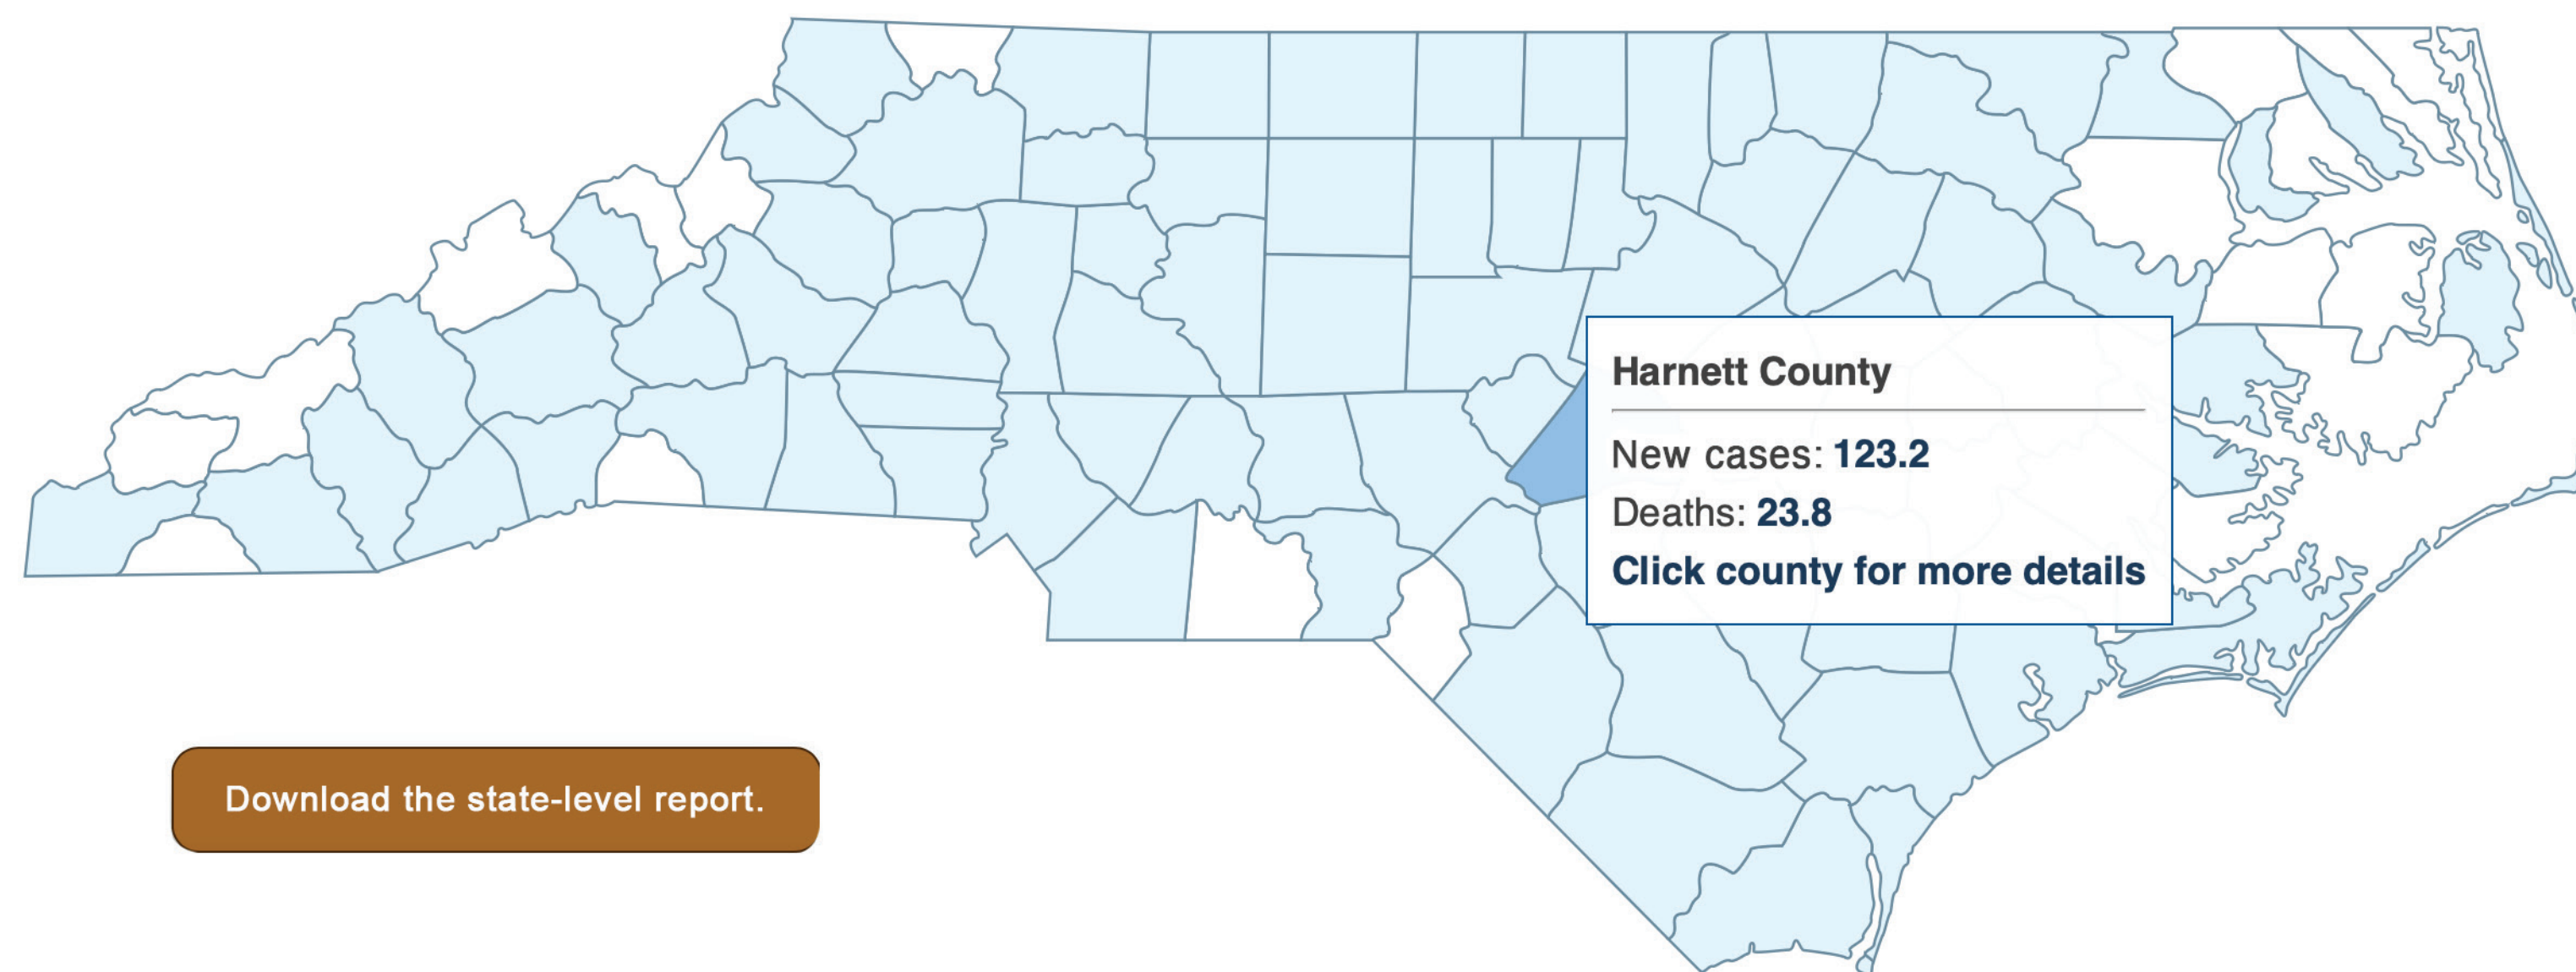 Harnett County
New cases: 123.2
Deaths: 23.8
Click county for more details
Download the state-level report.